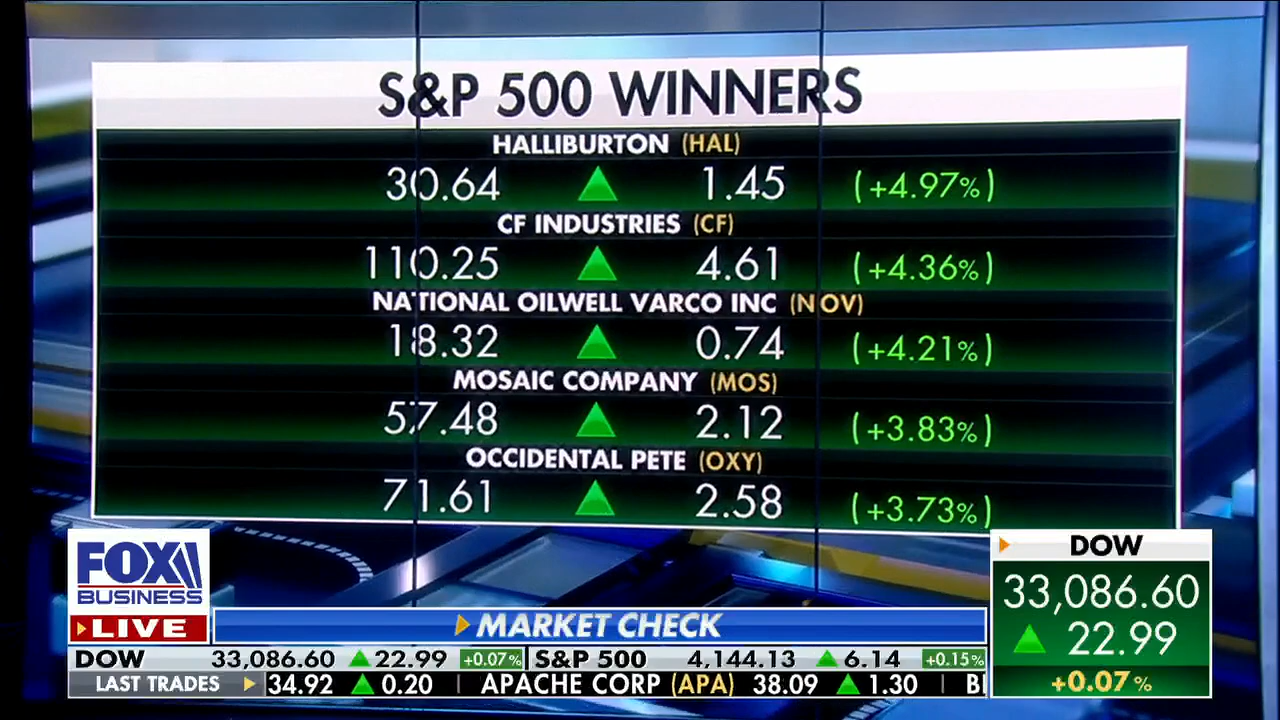 S&P 500 WINNERS
HALLIBURTON (HAL)
30.64 ▲ 1.45 (+4.97%)
CF INDUSTRIES (CF)
110.25 ▲ 4.61 (+4.36%)
NATIONAL OILWELL VARCO INC (NOV)
18.32 ▲ 0.74 (+4.21%)
MOSAIC COMPANY (MOS)
57.48 ▲ 2.12 (+3.83%)
OCCIDENTAL PETE (OXY)
71.61 ▲ 2.58 (+3.73%)
FOX
BUSINESS
LIVE
MARKET CHECK
DOW 33,086.60 ▲ 22.99 +0.07% S&P 500 4,144.13 ▲ 6.14 +0.15%
LAST TRADES 34.92 ▲ 0.20 | APACHE CORP (APA) 38.09 ▲ 1.30 |
DOW
33,086.60
▲ 22.99
+0.07%